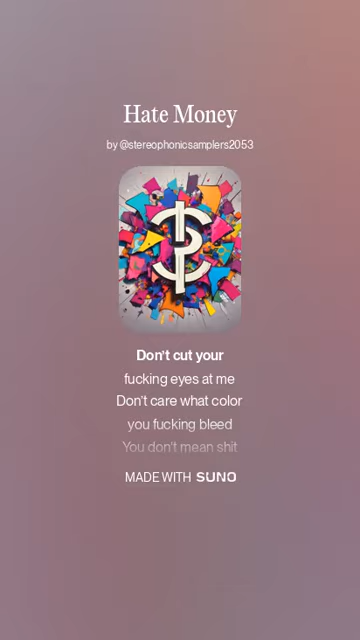 Hate Money
by @stereophonicsamplers2053
Don't cut your
fucking eyes at me
Don't care what color
you fucking bleed
You don't mean shit
MADE WITH SUNO